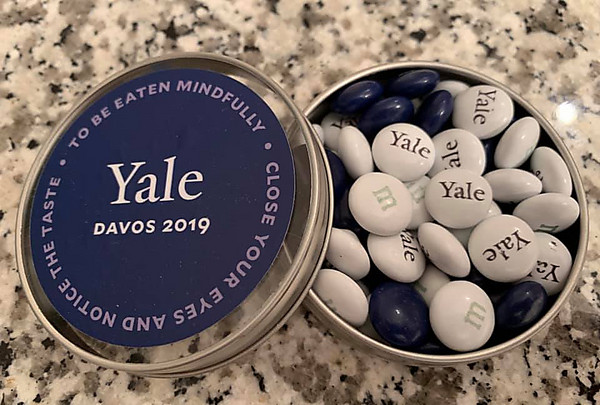 TO BE EATEN MINDFULLY • CLOSE YOUR EYES AND NOTICE THE TASTE •
Yale
DAVOS 2019
Yale
Yale
Yale
Yale
m
Yale
Yale
Yale
m